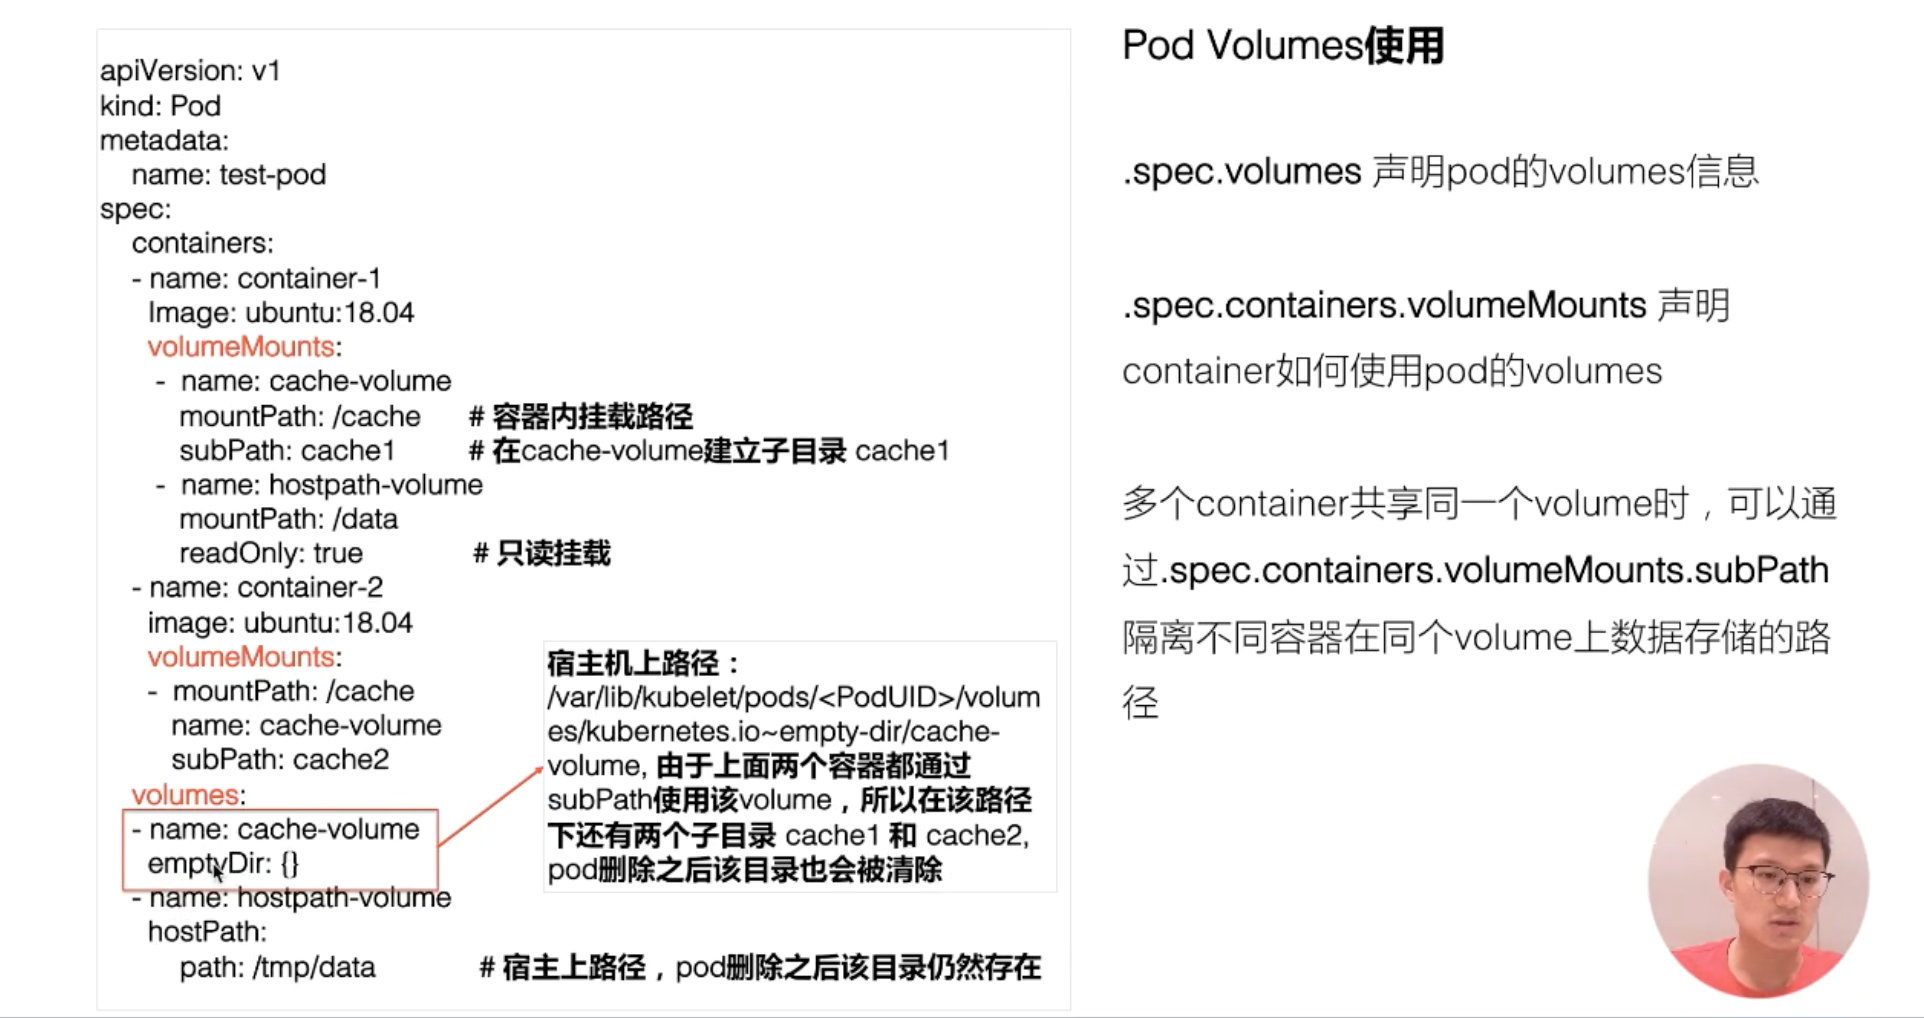 apiVersion: v1
kind: Pod
metadata:
name: test-pod
spec:
containers:
- name: container-1
Image: ubuntu:18.04
volumeMounts:
- name: cache-volume
mountPath: /cache # 容器内挂载路径
subPath: cache1 # 在cache-volume建立子目录 cache1
- name: hostpath-volume
mountPath: /data
readOnly: true # 只读挂载
- name: container-2
image: ubuntu:18.04
volumeMounts:
- mountPath: /cache
name: cache-volume
subPath: cache2
volumes:
- name: cache-volume
emptyDir: {}
- name: hostpath-volume
hostPath:
path: /tmp/data # 宿主上路径，pod删除之后该目录仍然存在
宿主机上路径：
/var/lib/kubelet/pods/<PodUID>/volum
es/kubernetes.io~empty-dir/cache-
volume, 由于上面两个容器都通过
subPath使用该volume，所以在该路径
下还有两个子目录 cache1 和 cache2,
pod删除之后该目录也会被清除
Pod Volumes使用
.spec.volumes 声明pod的volumes信息
.spec.containers.volumeMounts 声明
container如何使用pod的volumes
多个container共享同一个volume时，可以通
过.spec.containers.volumeMounts.subPath
隔离不同容器在同个volume上数据存储的路
径